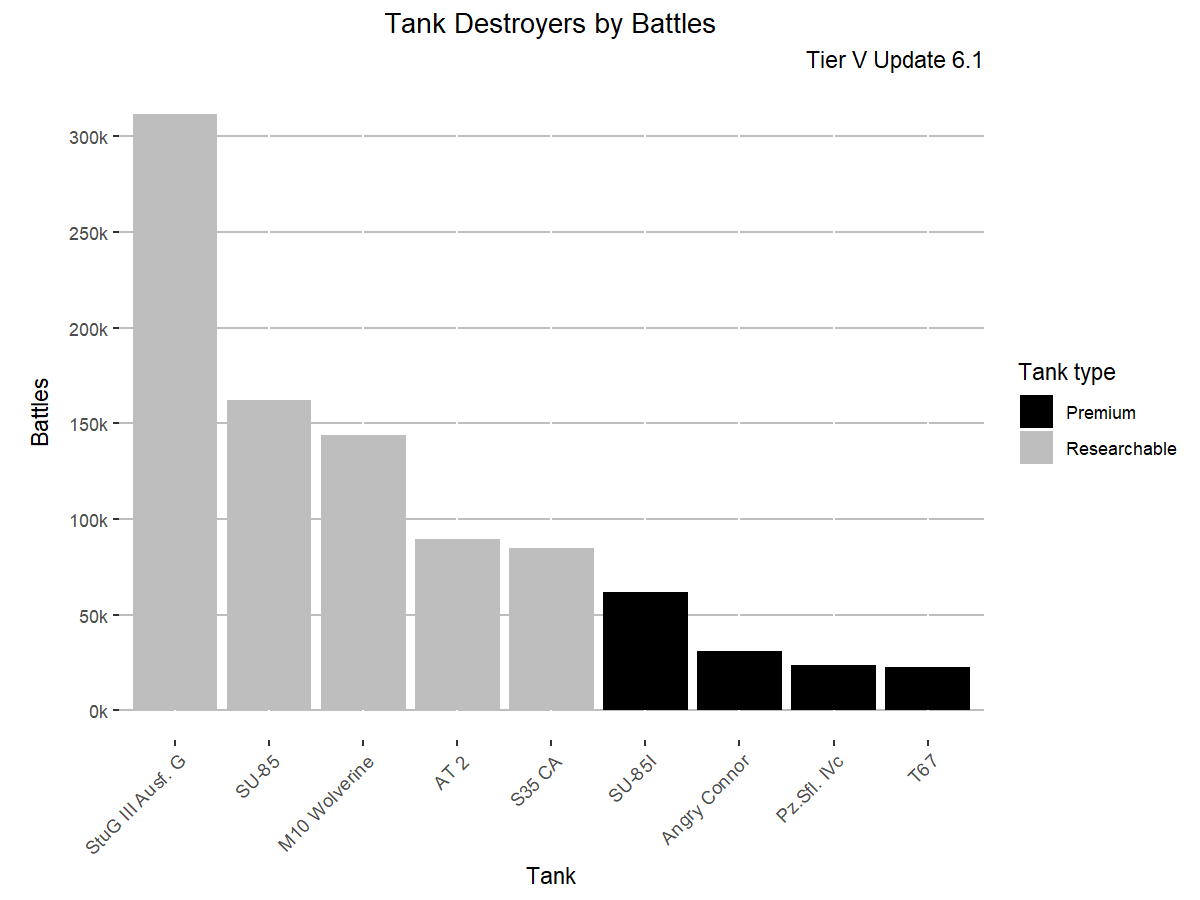 Tank Destroyers by Battles
Tier V Update 6.1
300k
250k
200k
150k
100k
50k
0k
Battles
StuG III Ausf. G
SU-85
M10 Wolverine
AT 2
S35 CA
SU-85I
Angry Connor
Pz.Sfl. IVc
T67
Tank
Tank type
Premium
Researchable